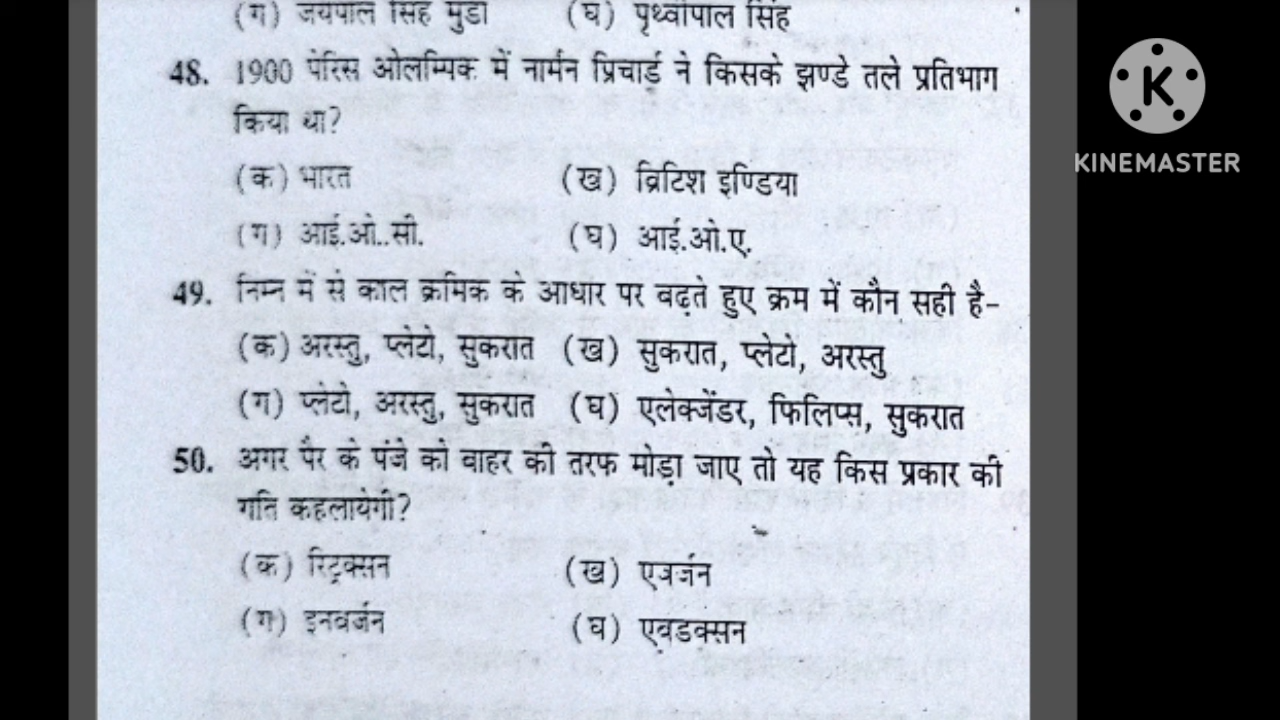 (ग) जयपाल सिंह मुंडा (घ) पृथ्वीपाल सिंह
48. 1900 पेरिस ओलम्पिक में नार्मन प्रिचार्ड ने किसके झण्डे तले प्रतिभाग
किया था?
(क) भारत (ख) ब्रिटिश इण्डिया
(ग) आई.ओ..सी. (घ) आई.ओ.ए.
49. निम्न में से काल क्रमिक के आधार पर बढ़ते हुए क्रम में कौन सही है-
(क) अरस्तु, प्लेटो, सुकरात (ख) सुकरात, प्लेटो, अरस्तु
(ग) प्लेटो, अरस्तु, सुकरात (घ) एलेक्जेंडर, फिलिप्स, सुकरात
50. अगर पैर के पंजे को बाहर की तरफ मोड़ा जाए तो यह किस प्रकार की
गति कहलायेगी?
(क) रिट्रक्सन (ख) एवर्जन
(ग) इनवर्जन (घ) एवडक्सन
K
KINEMASTER